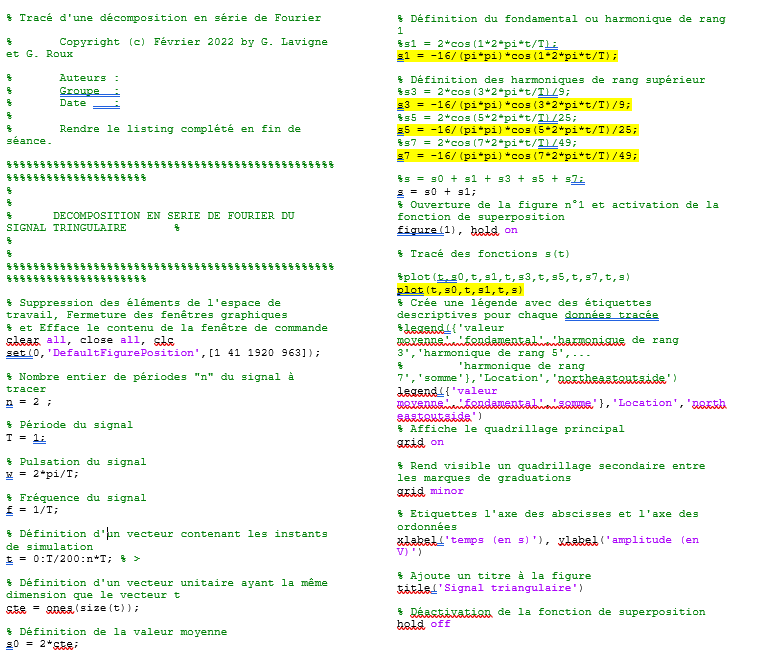 % Tracé d'une décomposition en série de Fourier
%       Copyright (c) Février 2022 by G. Lavigne
et G. Roux
%       Auteurs :
%       Groupe  :
%       Date    :
%
%       Rendre le listing complété en fin de
séance.
%%%%%%%%%%%%%%%%%%%%%%%%%%%%%%%%%%%%%%%%%%%%%%%%
%%%%%%%%%%%%%%%%%%%%%
%
%
%      DECOMPOSITION EN SERIE DE FOURIER DU
SIGNAL TRINGULAIRE       %
%
%
%%%%%%%%%%%%%%%%%%%%%%%%%%%%%%%%%%%%%%%%%%%%%%%%
%%%%%%%%%%%%%%%%%%%%%
% Suppression des éléments de l'espace de
travail, Fermeture des fenêtres graphiques
% et Efface le contenu de la fenêtre de commande
clear all, close all, clc
set(0,'DefaultFigurePosition',[1 41 1920 963]);
% Nombre entier de périodes "n" du signal à
tracer
n = 2 ;
% Période du signal
T = 1;
% Pulsation du signal
w = 2*pi/T;
% Fréquence du signal
f = 1/T;
% Définition d'un vecteur contenant les instants
de simulation
t = 0:T/200:n*T; % >
% Définition d'un vecteur unitaire ayant la même
dimension que le vecteur t
cte = ones(size(t));
% Définition de la valeur moyenne
s0 = 2*cte;
% Définition du fondamental ou harmonique de rang
1
%s1 = 2*cos(1*2*pi*t/T);
s1 = -16/(pi*pi)*cos(1*2*pi*t/T);
% Définition des harmoniques de rang supérieur
%s3 = 2*cos(3*2*pi*t/T)/9;
s3 = -16/(pi*pi)*cos(3*2*pi*t/T)/9;
%s5 = 2*cos(5*2*pi*t/T)/25;
s5 = -16/(pi*pi)*cos(5*2*pi*t/T)/25;
%s7 = 2*cos(7*2*pi*t/T)/49;
s7 = -16/(pi*pi)*cos(7*2*pi*t/T)/49;
%s = s0 + s1 + s3 + s5 + s7;
s = s0 + s1;
% Ouverture de la figure n°1 et activation de la
fonction de superposition
figure(1), hold on
% Tracé des fonctions s(t)
%plot(t,s0,t,s1,t,s3,t,s5,t,s7,t,s)
plot(t,s0,t,s1,t,s)
% Crée une légende avec des étiquettes
descriptives pour chaque données tracée
%legend({'valeur
moyenne','fondamental','harmonique de rang
3','harmonique de rang 5',...
%        'harmonique de rang
7','somme'},'Location','northeastoutside')
legend({'valeur
moyenne','fondamental','somme'},'Location','north
eastoutside')
% Affiche le quadrillage principal
grid on
% Rend visible un quadrillage secondaire entre
les marques de graduations
grid minor
% Etiquettes l'axe des abscisses et l'axe des
ordonnées
xlabel('temps (en s)'), ylabel('amplitude (en
V)')
% Ajoute un titre à la figure
title('Signal triangulaire')
% Déactivation de la fonction de superposition
hold off